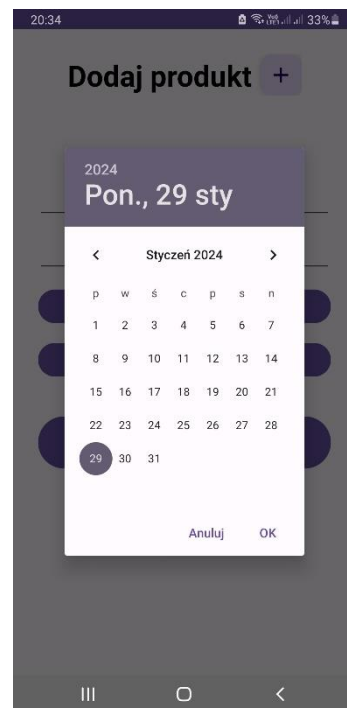 20:34 33%
Dodaj produkt +
2024
Pon., 29 sty
Styczeń 2024
p w ś c p s n
1 2 3 4 5 6 7
8 9 10 11 12 13 14
15 16 17 18 19 20 21
22 23 24 25 26 27 28
29 30 31
Anuluj OK